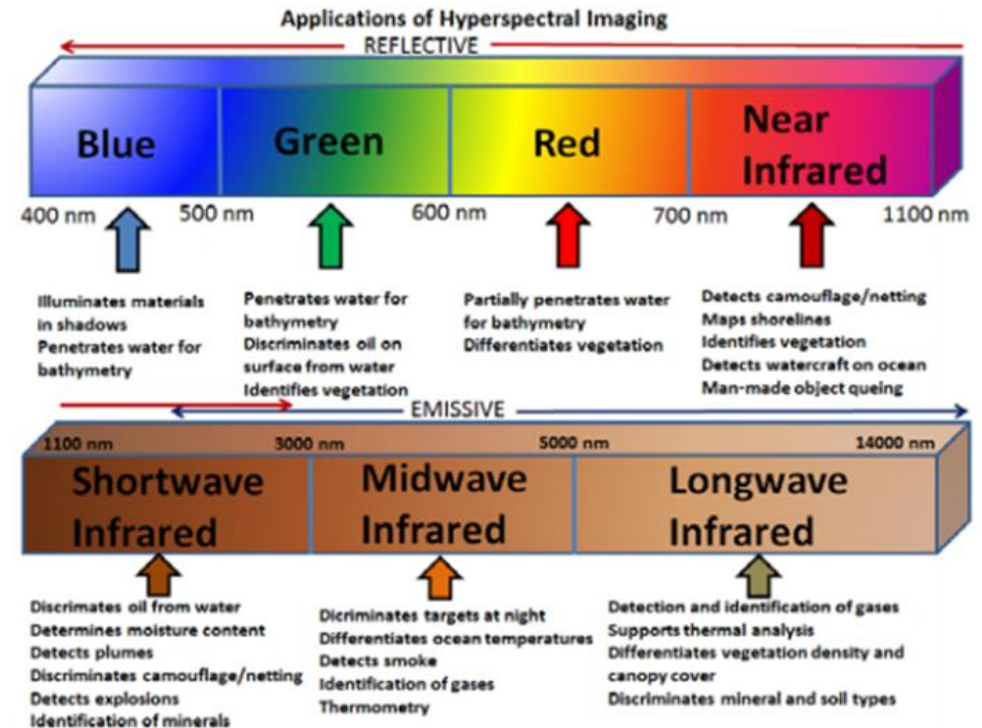 Applications of Hyperspectral Imaging
REFLECTIVE
Blue
Green
Red
Near
Infrared
400 nm
500 nm
600 nm
700 nm
1100 nm
Illuminates materials
in shadows
Penetrates water for
bathymetry
Penetrates water for
bathymetry
Discriminates oil on
surface from water
Identifies vegetation
Partially penetrates water
for bathymetry
Differentiates vegetation
Detects camouflage/netting
Maps shorelines
Identifies vegetation
Detects watercraft on ocean
Man-made object queing
EMISSIVE
1100 nm
3000 nm
5000 nm
14000 nm
Shortwave
Infrared
Midwave
Infrared
Longwave
Infrared
Discrimates oil from water
Determines moisture content
Detects plumes
Discriminates camouflage/netting
Detects explosions
Identification of minerals
Dicriminates targets at night
Differentiates ocean temperatures
Detects smoke
Identification of gases
Thermometry
Detection and identification of gases
Supports thermal analysis
Differentiates vegetation density and
canopy cover
Discriminates mineral and soil types